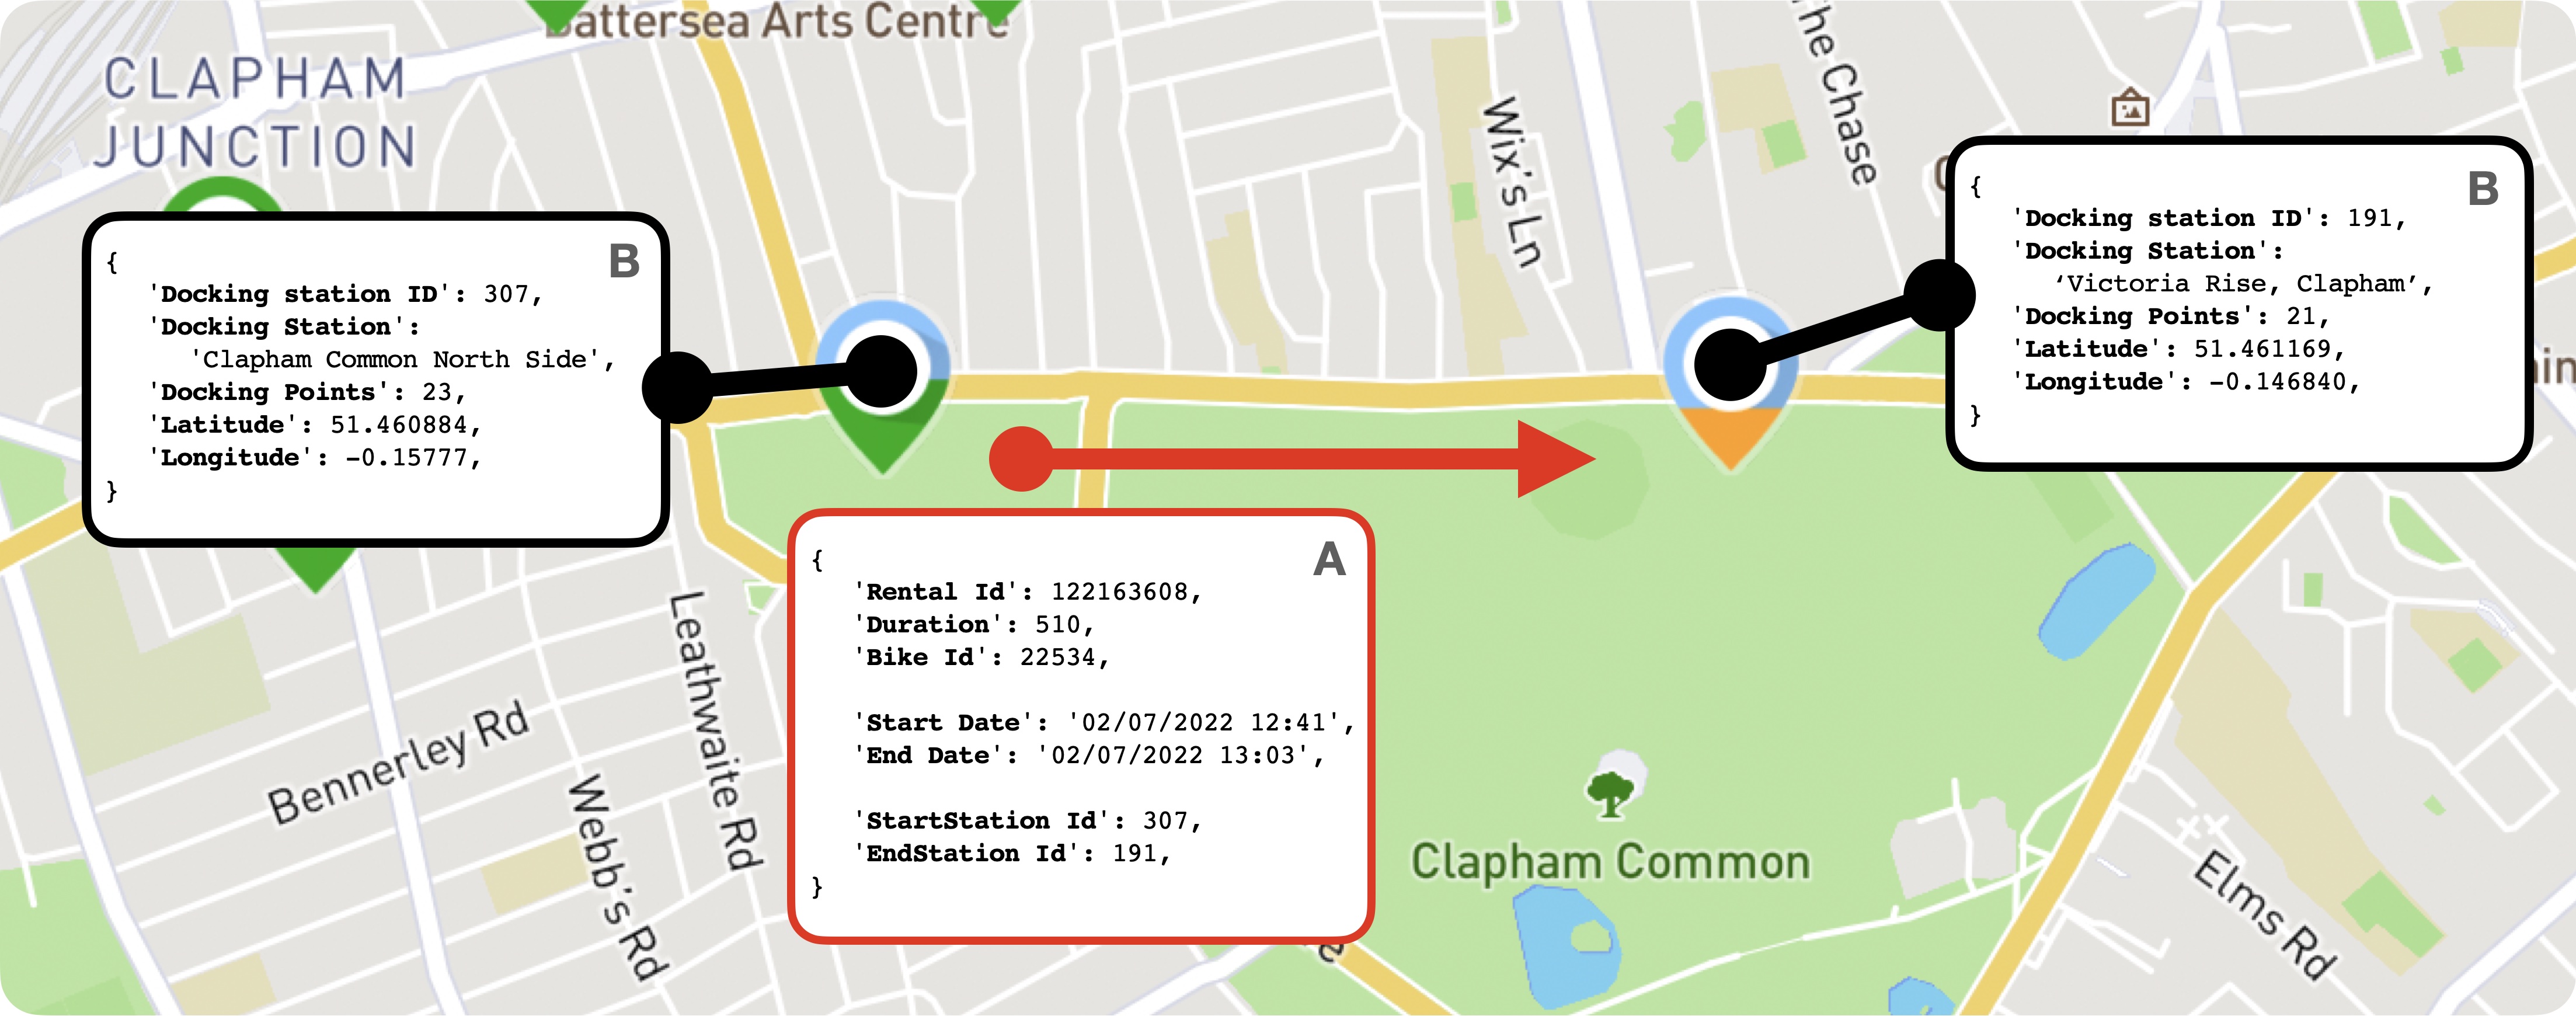 Battersea Arts Centre
CLAPHAM
JUNCTION
The Chase
Wix's Ln
{
B
'Docking station ID': 307,
'Docking Station':
'Clapham Common North Side',
'Docking Points': 23,
'Latitude': 51.460884,
'Longitude': -0.15777,
}
{
B
'Docking station ID': 191,
'Docking Station':
‘Victoria Rise, Clapham’,
'Docking Points': 21,
'Latitude': 51.461169,
'Longitude': -0.146840,
}
{
A
'Rental Id': 122163608,
'Duration': 510,
'Bike Id': 22534,
'Start Date': '02/07/2022 12:41',
'End Date': '02/07/2022 13:03',
'StartStation Id': 307,
'EndStation Id': 191,
}
Leathwaite Rd
Bennerley Rd
Webb's Rd
Clapham Common
Elms Rd